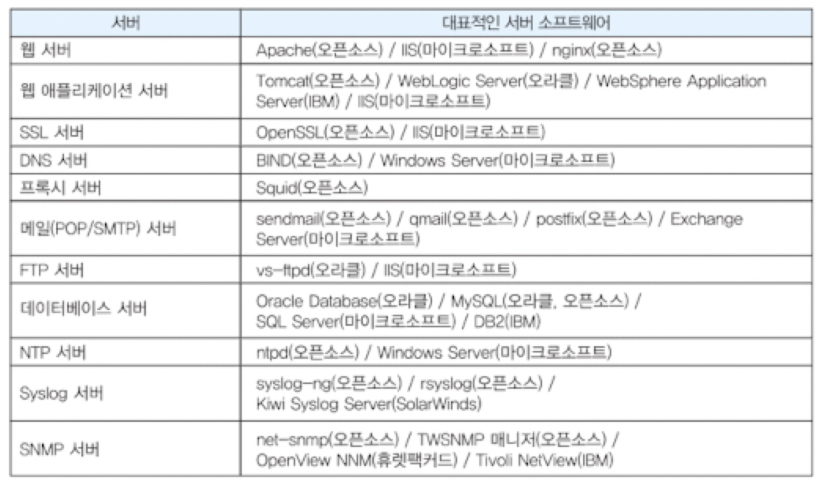 서버 대표적인 서버 소프트웨어
웹 서버 Apache(오픈소스) / IIS(마이크로소프트) / nginx(오픈소스)
웹 애플리케이션 서버 Tomcat(오픈소스) / WebLogic Server(오라클) / WebSphere Application
Server(IBM) / IIS(마이크로소프트)
SSL 서버 OpenSSL(오픈소스) / IIS(마이크로소프트)
DNS 서버 BIND(오픈소스) / Windows Server(마이크로소프트)
프록시 서버 Squid(오픈소스)
메일(POP/SMTP) 서버 sendmail(오픈소스) / qmail(오픈소스) / postfix(오픈소스) / Exchange
Server(마이크로소프트)
FTP 서버 vs-ftpd(오라클) / IIS(마이크로소프트)
데이터베이스 서버 Oracle Database(오라클) / MySQL(오라클, 오픈소스) /
SQL Server(마이크로소프트) / DB2(IBM)
NTP 서버 ntpd(오픈소스) / Windows Server(마이크로소프트)
Syslog 서버 syslog-ng(오픈소스) / rsyslog(오픈소스) /
Kiwi Syslog Server(SolarWinds)
SNMP 서버 net-snmp(오픈소스) / TWSNMP 매니저(오픈소스) /
OpenView NNM(휴렛팩커드) / Tivoli NetView(IBM)